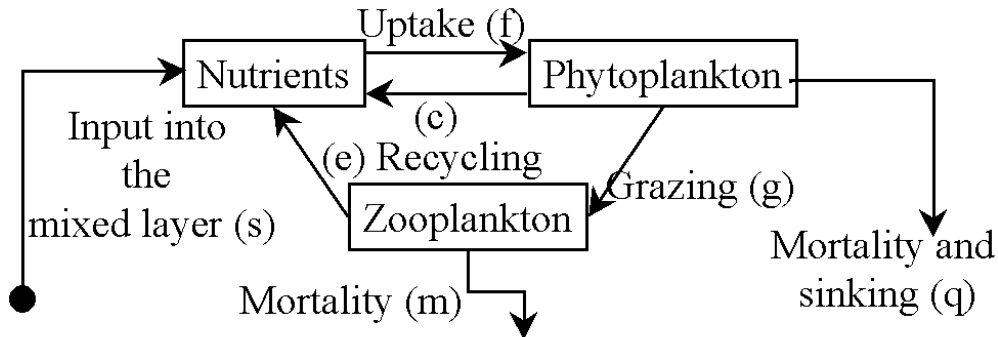 Uptake (f)
Nutrients
Phytoplankton
(c)
Input into
the
mixed layer (s)
(e) Recycling
Grazing (g)
Zooplankton
Mortality and
sinking (q)
Mortality (m)